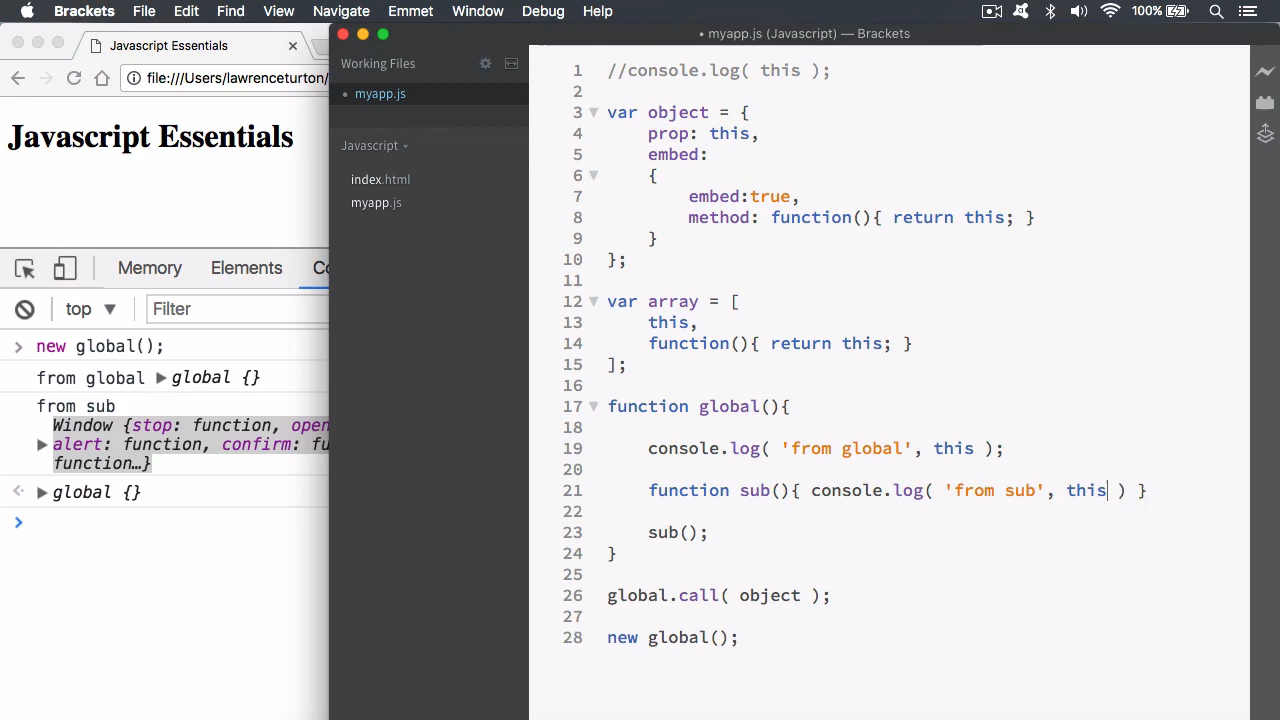 Brackets File Edit Find View Navigate Emmet Window Debug Help 100%
Javascript Essentials
• myapp.js (Javascript) — Brackets
file:///Users/lawrenceturton/
Javascript Essentials
Memory Elements Co
top Filter
new global();
from global global {}
from sub
Window {stop: function, open
alert: function, confirm: fu
function…}
global {}
Working Files
myapp.js
Javascript
index.html
myapp.js
1 //console.log( this );
2
3 var object = {
4 prop: this,
5 embed:
6 {
7 embed:true,
8 method: function(){ return this; }
9 }
10 };
11
12 var array = [
13 this,
14 function(){ return this; }
15 ];
16
17 function global(){
18
19 console.log( 'from global', this );
20
21 function sub(){ console.log( 'from sub', this ) }
22
23 sub();
24 }
25
26 global.call( object );
27
28 new global();